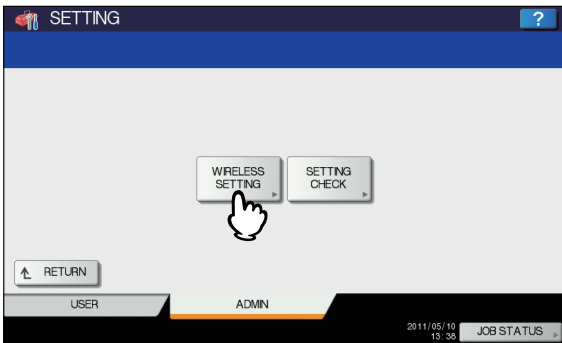 SETTING
?
WIRELESS
SETTING
SETTING
CHECK
RETURN
USER
ADMIN
2011/05/10
13:38
JOB STATUS